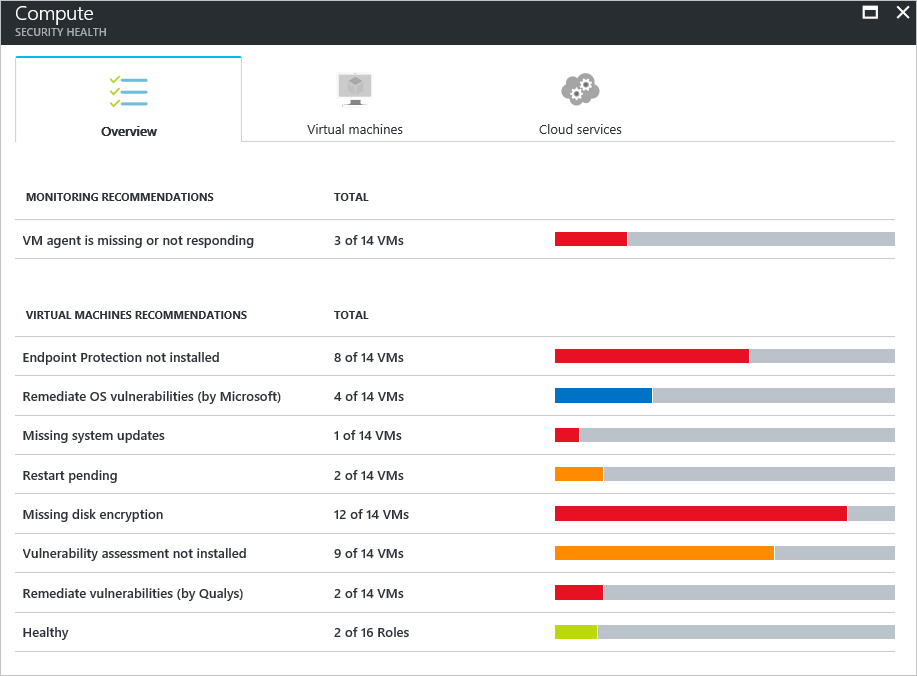 Compute
SECURITY HEALTH
Overview
Virtual machines
Cloud services
MONITORING RECOMMENDATIONS TOTAL
VM agent is missing or not responding 3 of 14 VMs
VIRTUAL MACHINES RECOMMENDATIONS TOTAL
Endpoint Protection not installed 8 of 14 VMs
Remediate OS vulnerabilities (by Microsoft) 4 of 14 VMs
Missing system updates 1 of 14 VMs
Restart pending 2 of 14 VMs
Missing disk encryption 12 of 14 VMs
Vulnerability assessment not installed 9 of 14 VMs
Remediate vulnerabilities (by Qualys) 2 of 14 VMs
Healthy 2 of 16 Roles